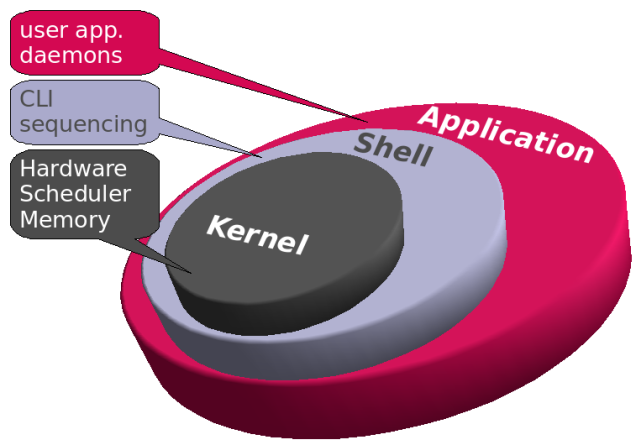 user app.
daemons
CLI
sequencing
Hardware
Scheduler
Memory
Application
Shell
Kernel